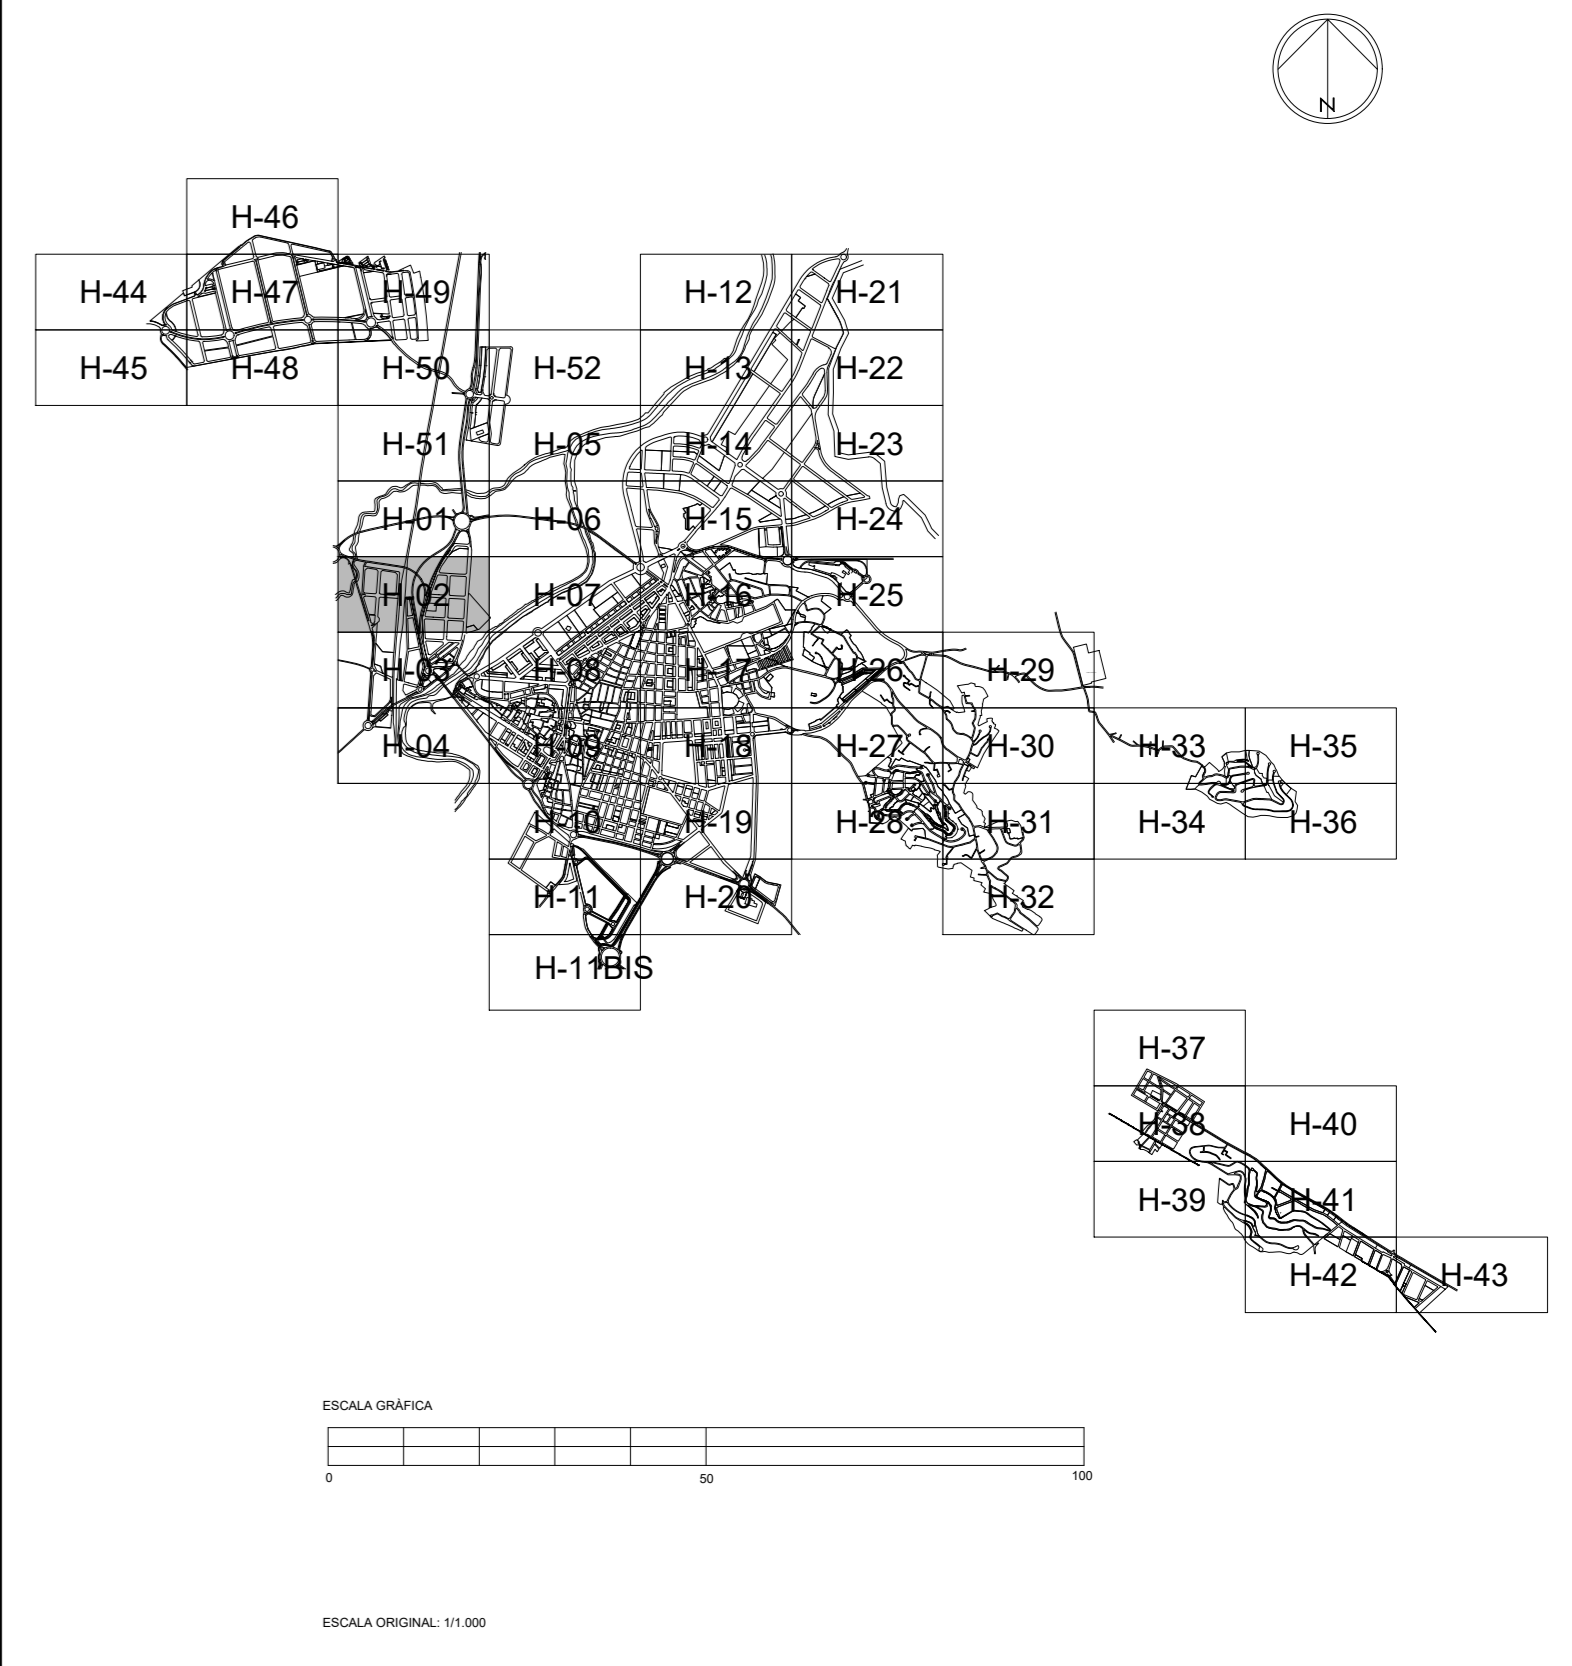 N
H-46
H-44 H-47 H-49 H-12 H-21
H-45 H-48 H-50 H-52 H-13 H-22
H-51 H-05 H-14 H-23
H-01 H-06 H-15 H-24
H-02 H-07 H-16 H-25
H-03 H-08 H-17 H-26 H-29
H-04 H-09 H-18 H-27 H-30 H-33 H-35
H-10 H-19 H-28 H-31 H-34 H-36
H-11 H-20 H-32
H-11BIS
H-37
H-38 H-40
H-39 H-41
H-42 H-43
ESCALA GRÀFICA
0 50 100
ESCALA ORIGINAL: 1/1.000